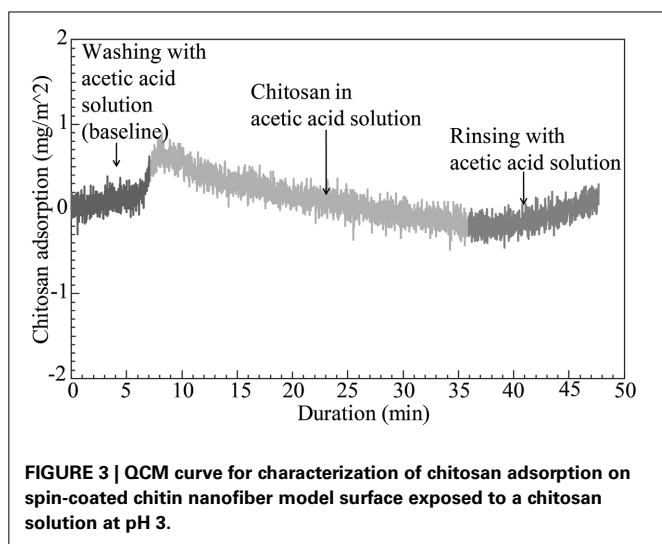 2
Washing with
acetic acid
solution
(baseline)
Chitosan in
acetic acid solution
Rinsing with
acetic acid solution
1
0
-1
-2
Chitosan adsorption (mg/m^2)
0 5 10 15 20 25 30 35 40 45 50
Duration (min)
FIGURE 3 | QCM curve for characterization of chitosan adsorption on
spin-coated chitin nanofiber model surface exposed to a chitosan
solution at pH 3.